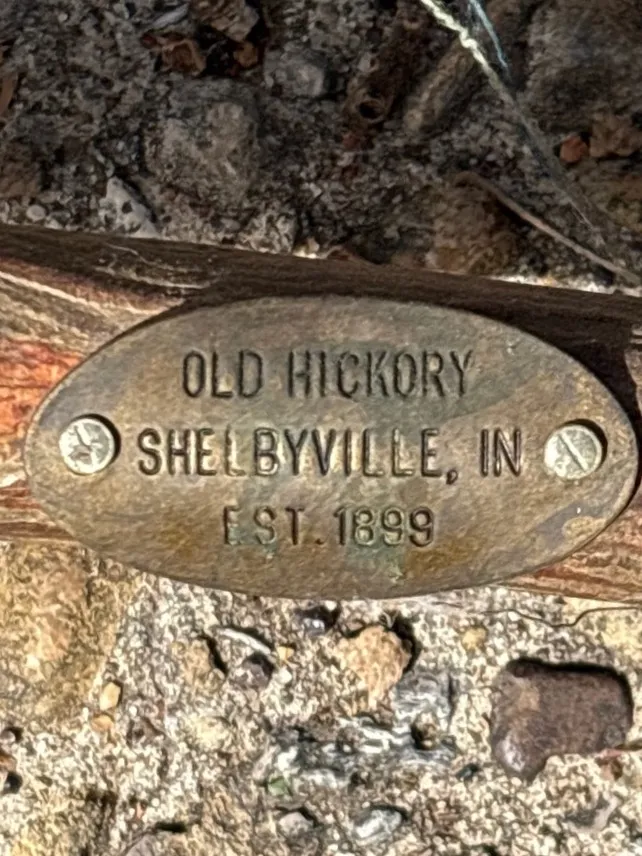 OLD HICKORY
SHELBYVILLE, IN
EST. 1899